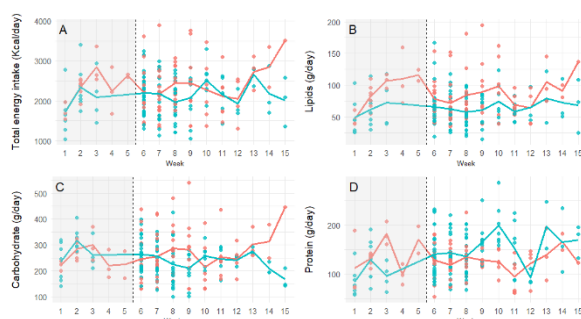 A
Total energy intake (Kcal/day)
4000
3000
2000
1000
1 2 3 4 5 6 7 8 9 10 11 12 13 14 15
Week
B
Lipids (g/day)
200
150
100
50
1 2 3 4 5 6 7 8 9 10 11 12 13 14 15
Week
C
Carbohydrate (g/day)
500
400
300
200
100
1 2 3 4 5 6 7 8 9 10 11 12 13 14 15
D
Protein (g/day)
200
100
1 2 3 4 5 6 7 8 9 10 11 12 13 14 15